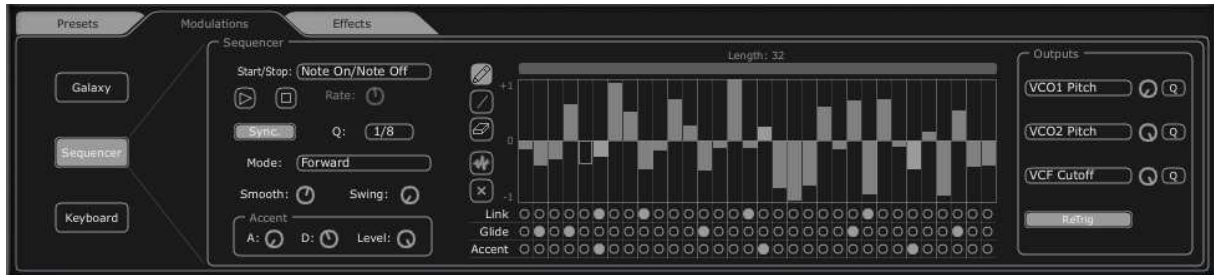 Presets Modulations Effects
Sequencer
Length: 32
Outputs
Galaxy
Sequencer
Keyboard
Start/Stop: Note On/Note Off
Rate:
Sync. Q: 1/8
Mode: Forward
Smooth: Swing:
Accent
A: D: Level:
+1
0
-1
Link
Glide
Accent
VCO1 Pitch Q
VCO2 Pitch Q
VCF Cutoff Q
ReTrig